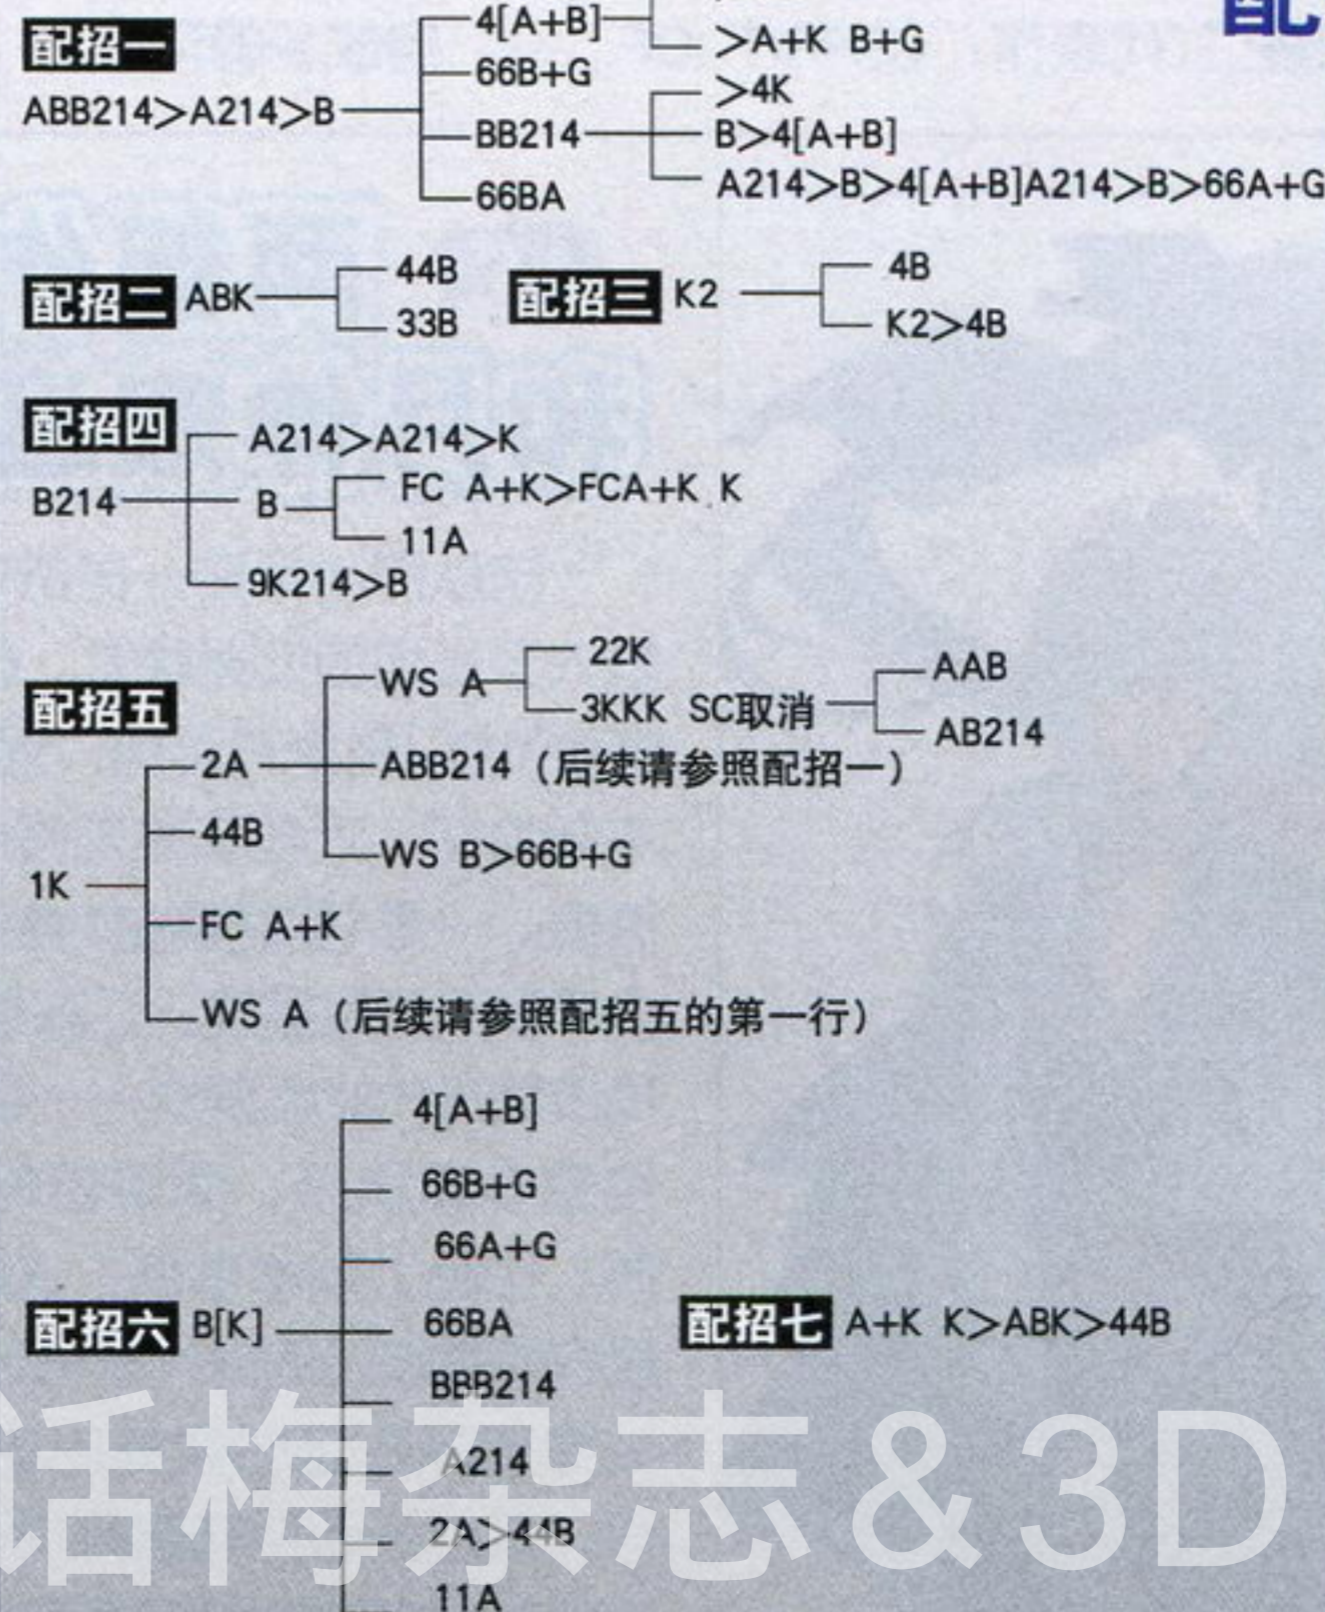 配
4[A+B]
>A+K B+G
配招一
66B+G
>4K
ABB214>A214>B
BB214
B>4[A+B]
66BA
A214>B>4[A+B]A214>B>66A+G
配招二 ABK
44B
33B
配招三 K2
4B
K2>4B
配招四
A214>A214>K
B214
B
FC A+K>FCA+K K
11A
9K214>B
配招五
WS A
22K
3KKK SC取消
AAB
AB214
2A
ABB214（后续请参照配招一）
44B
WS B>66B+G
1K
FC A+K
WS A（后续请参照配招五的第一行）
4[A+B]
66B+G
66A+G
配招六 B[K]
66BA
配招七 A+K K>ABK>44B
BBB214
A214
2A>44B
11A
话梅杂志&3D